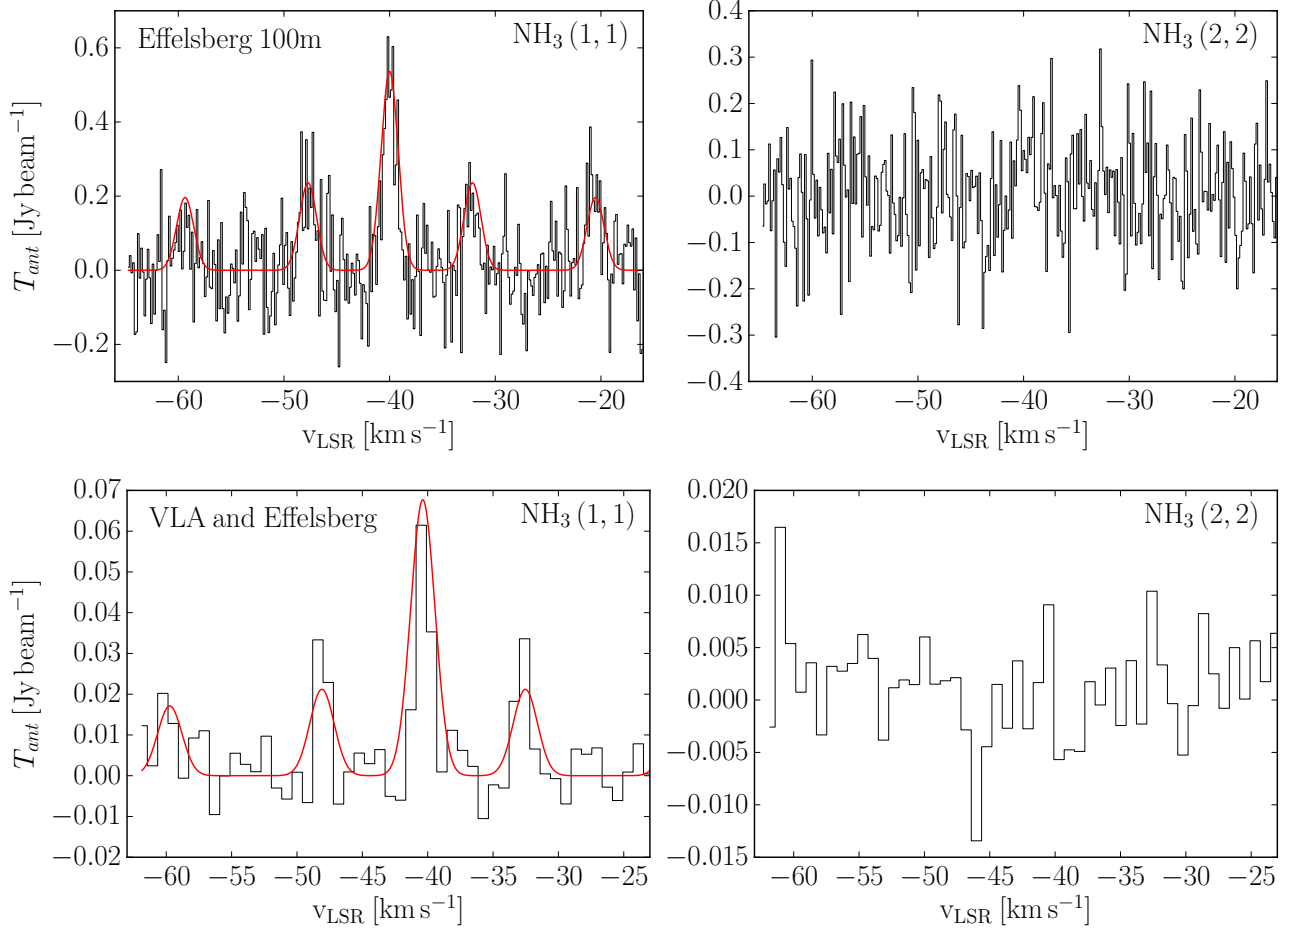 Effelsberg 100m
NH₃ (1, 1)
0.6
0.4
0.2
0.0
−0.2
T_ant [Jy beam⁻¹]
−60 −50 −40 −30 −20
v_LSR [km s⁻¹]
NH₃ (2, 2)
0.4
0.3
0.2
0.1
0.0
−0.1
−0.2
−0.3
−0.4
−60 −50 −40 −30 −20
v_LSR [km s⁻¹]
VLA and Effelsberg
NH₃ (1, 1)
0.07
0.06
0.05
0.04
0.03
0.02
0.01
0.00
−0.01
−0.02
T_ant [Jy beam⁻¹]
−60 −55 −50 −45 −40 −35 −30 −25
v_LSR [km s⁻¹]
NH₃ (2, 2)
0.020
0.015
0.010
0.005
0.000
−0.005
−0.010
−0.015
−60 −55 −50 −45 −40 −35 −30 −25
v_LSR [km s⁻¹]